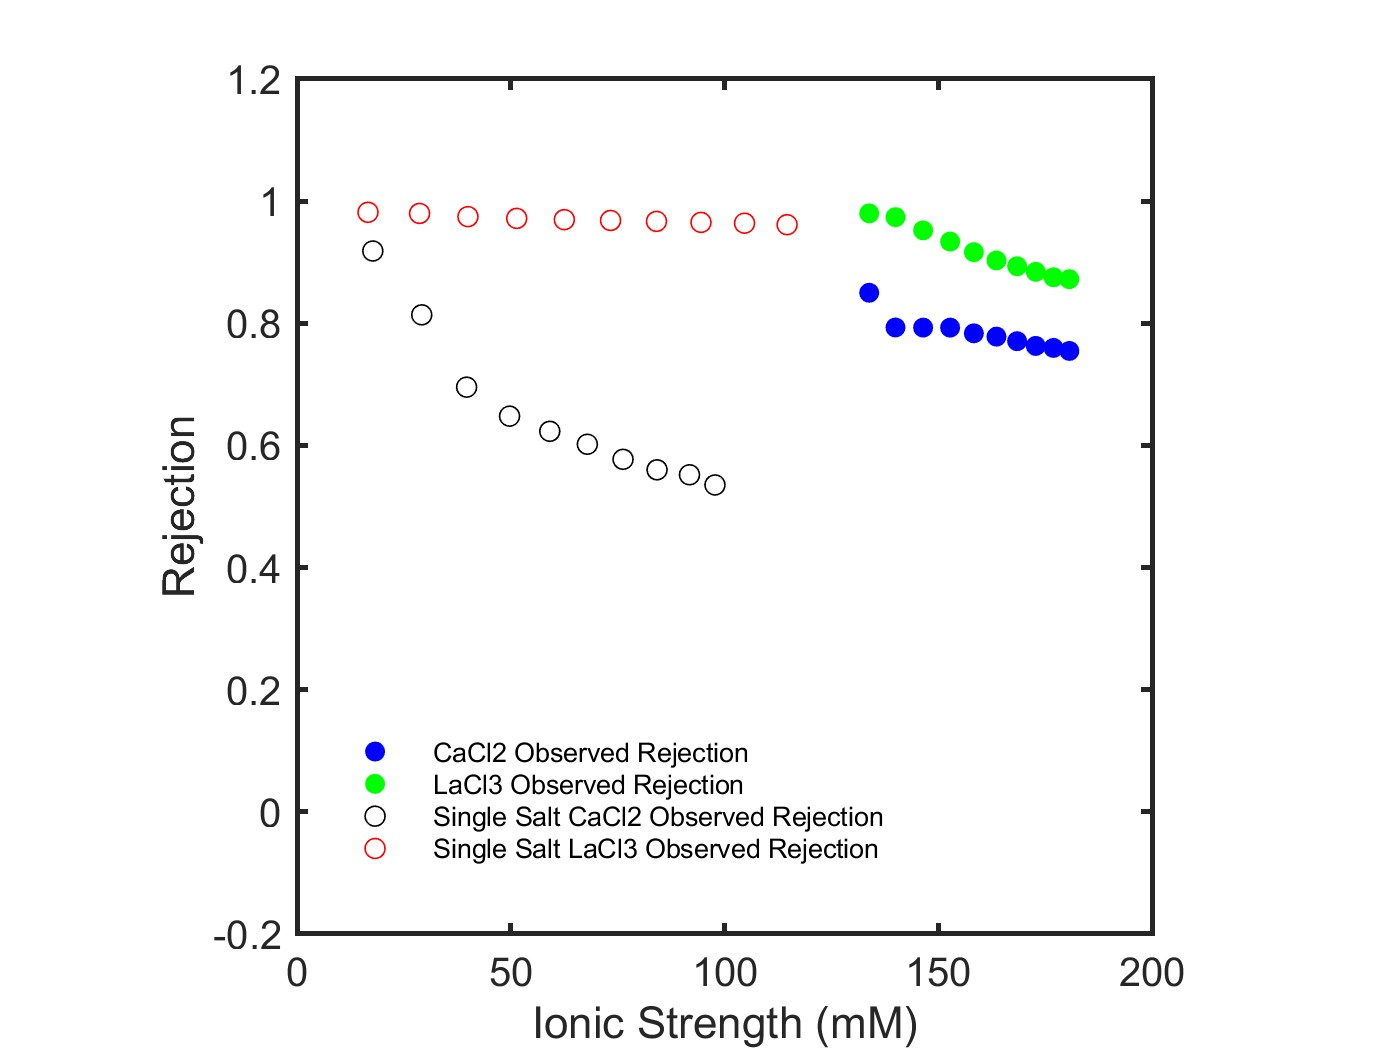 1.2
1
0.8
0.6
0.4
0.2
0
-0.2
Rejection
CaCl2 Observed Rejection
LaCl3 Observed Rejection
Single Salt CaCl2 Observed Rejection
Single Salt LaCl3 Observed Rejection
0 50 100 150 200
Ionic Strength (mM)